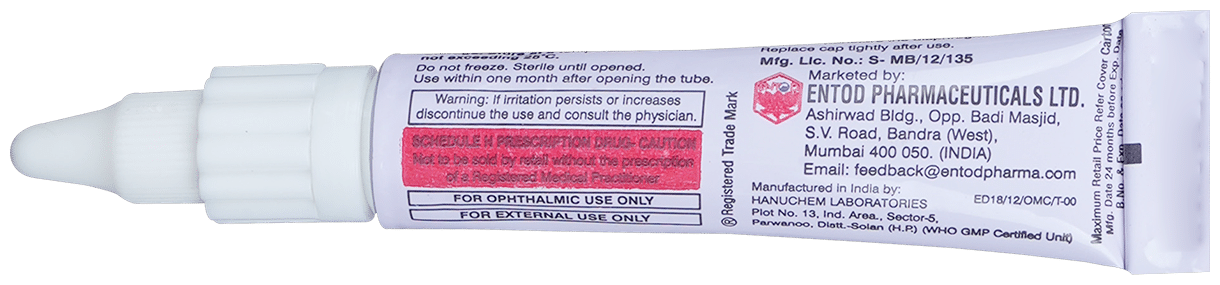 not exceeding 25°C.
Do not freeze. Sterile until opened.
Use within one month after opening the tube.
Warning: If irritation persists or increases
discontinue the use and consult the physician.
SCHEDULE H PRESCRIPTION DRUG- CAUTION
Not to be sold by retail without the prescription
of a Registered Medical Practitioner
FOR OPHTHALMIC USE ONLY
FOR EXTERNAL USE ONLY
® Registered Trade Mark
Replace cap tightly after use.
Mfg. Lic. No.: S- MB/12/135
Marketed by:
ENTOD PHARMACEUTICALS LTD.
Ashirwad Bldg., Opp. Badi Masjid,
S.V. Road, Bandra (West),
Mumbai 400 050. (INDIA)
Email: feedback@entodpharma.com
Manufactured in India by:
HANUCHEM LABORATORIES ED18/12/OMC/T-00
Plot No. 13, Ind. Area., Sector-5,
Parwanoo, Distt.-Solan (H.P.) (WHO GMP Certified Unit)
Maximum Retail Price Refer Cover Carton
Mfg. Date 24 months before Exp. Date
B.No. & Exp. Date